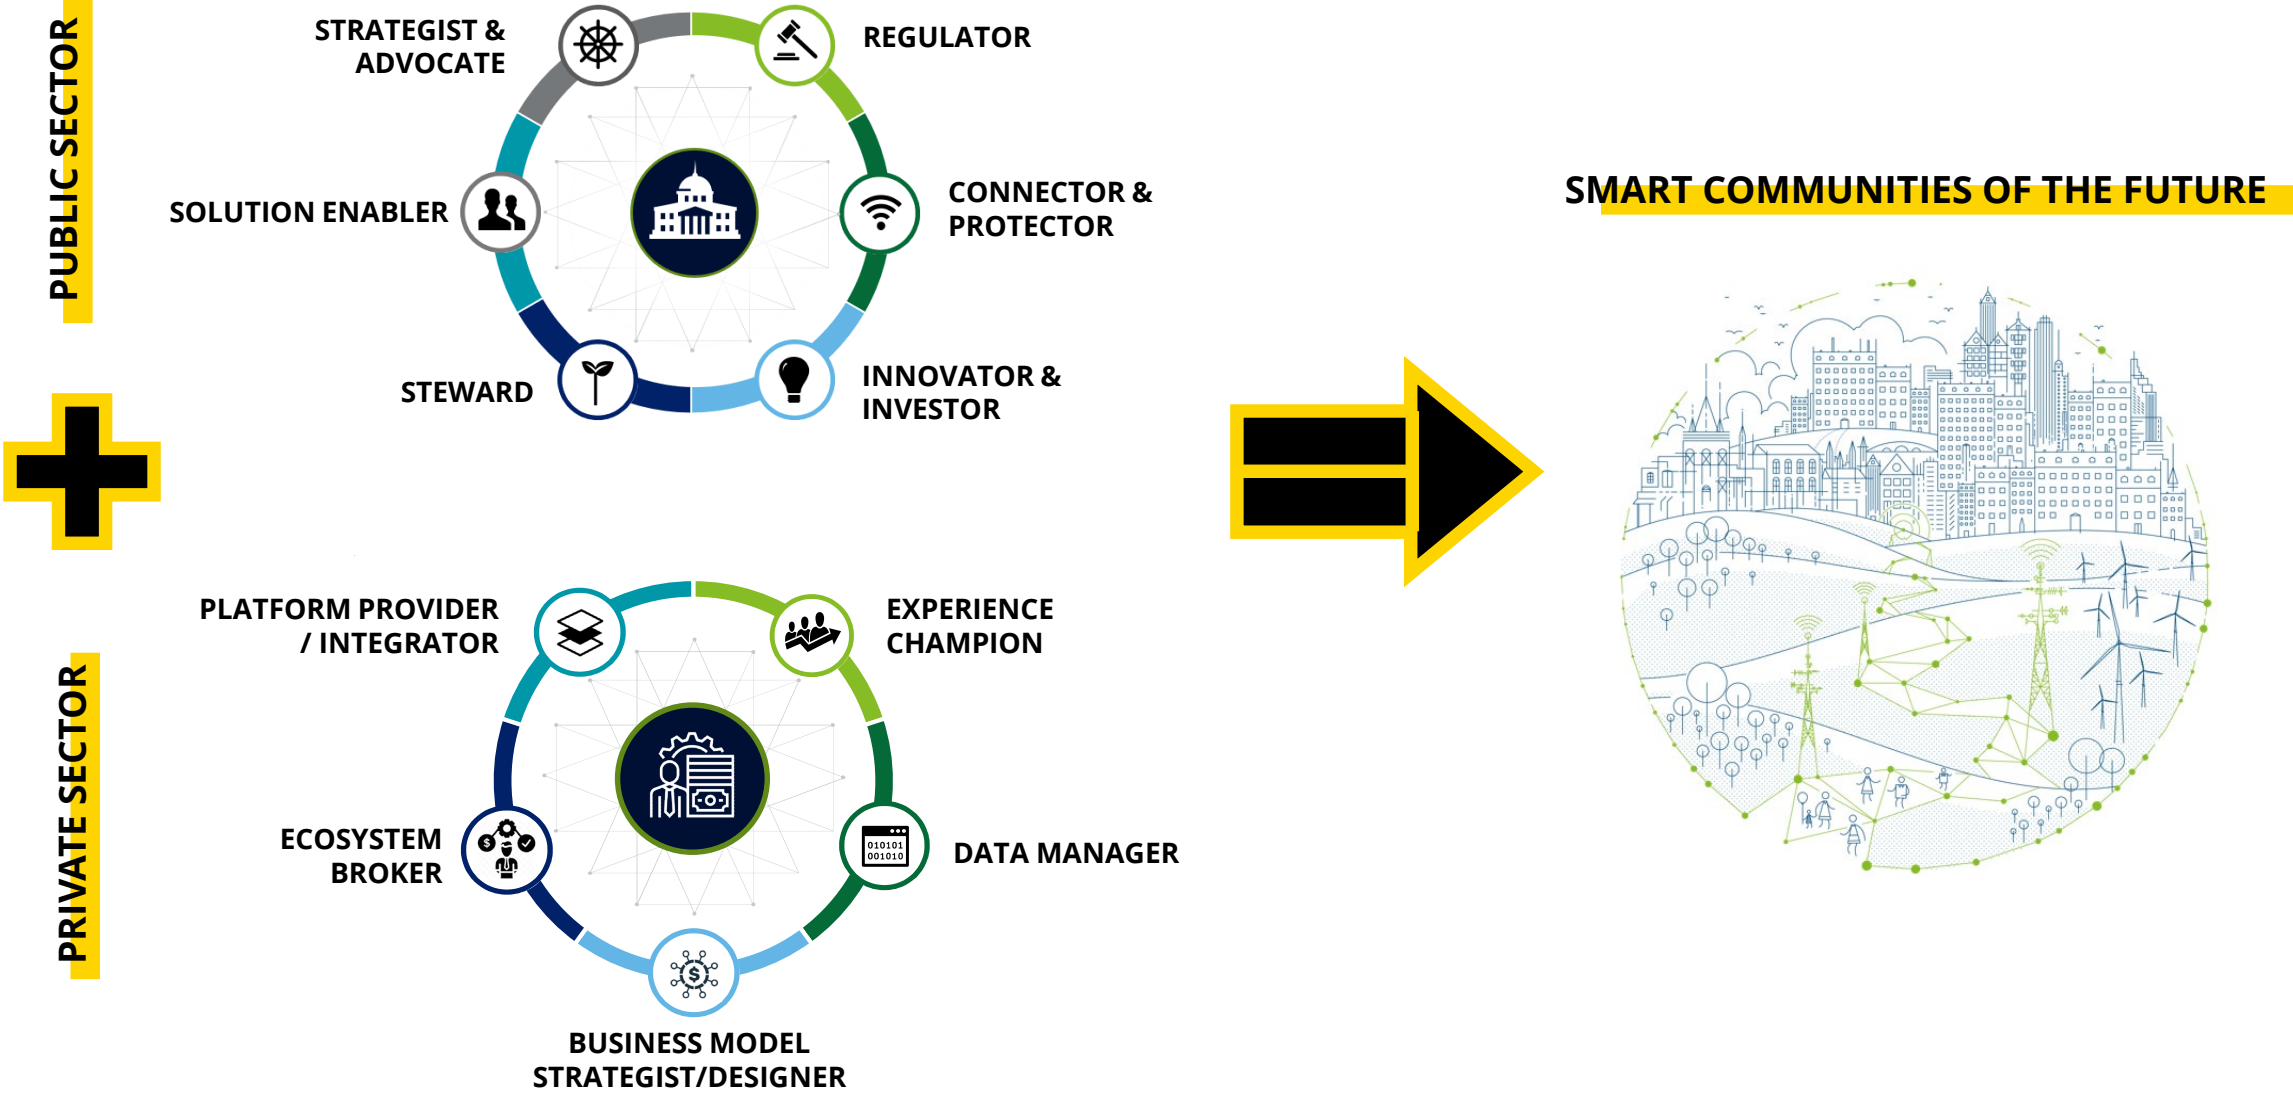 PUBLIC SECTOR
STRATEGIST &
ADVOCATE
REGULATOR
SOLUTION ENABLER
CONNECTOR &
PROTECTOR
STEWARD
INNOVATOR &
INVESTOR
PRIVATE SECTOR
PLATFORM PROVIDER
/ INTEGRATOR
EXPERIENCE
CHAMPION
ECOSYSTEM
BROKER
$
010101
001010
DATA MANAGER
$
BUSINESS MODEL
STRATEGIST/DESIGNER
SMART COMMUNITIES OF THE FUTURE